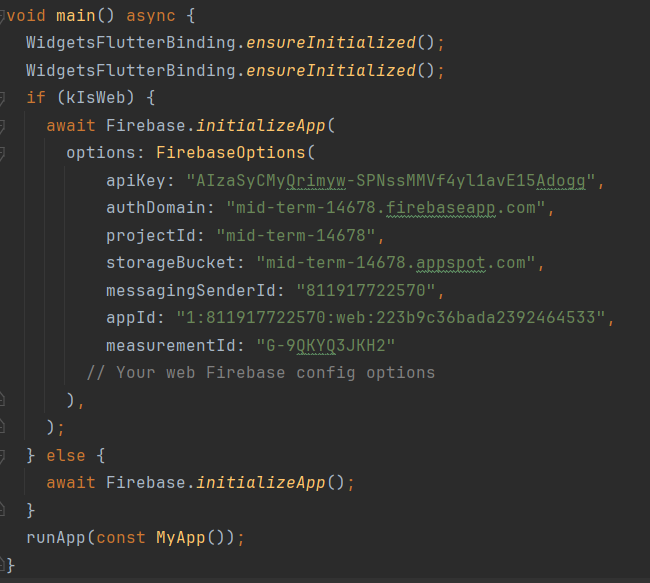 void main() async {
WidgetsFlutterBinding.ensureInitialized();
WidgetsFlutterBinding.ensureInitialized();
if (kIsWeb) {
await Firebase.initializeApp(
options: FirebaseOptions(
apiKey: "AIzaSyCMyQrimyw-SPNssMMVf4yl1avE15Adogg",
authDomain: "mid-term-14678.firebaseapp.com",
projectId: "mid-term-14678",
storageBucket: "mid-term-14678.appspot.com",
messagingSenderId: "811917722570",
appId: "1:811917722570:web:223b9c36bada2392464533",
measurementId: "G-9QKYQ3JKH2"
// Your web Firebase config options
),
);
} else {
await Firebase.initializeApp();
}
runApp(const MyApp());
}